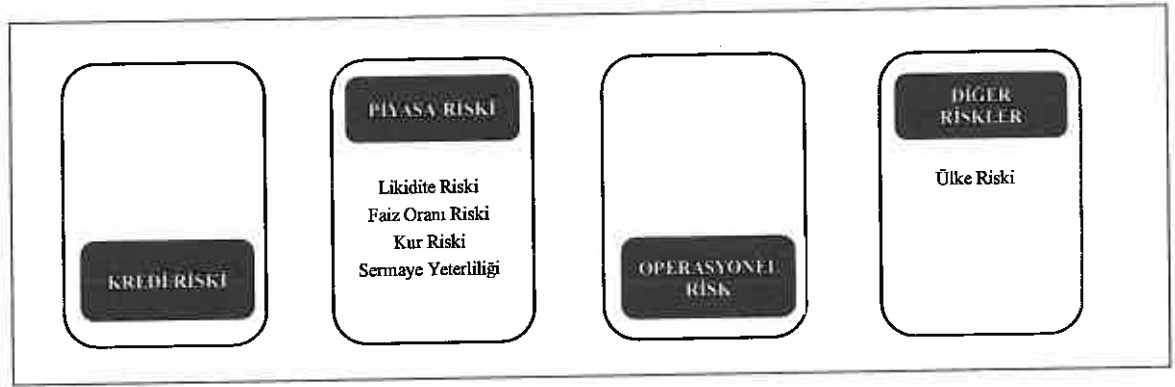 KREDİ RİSKİ
PİYASA RİSKİ
Likidite Riski
Faiz Oranı Riski
Kur Riski
Sermaye Yeterliliği
OPERASYONEL
RİSK
DİĞER
RİSKLER
Ülke Riski